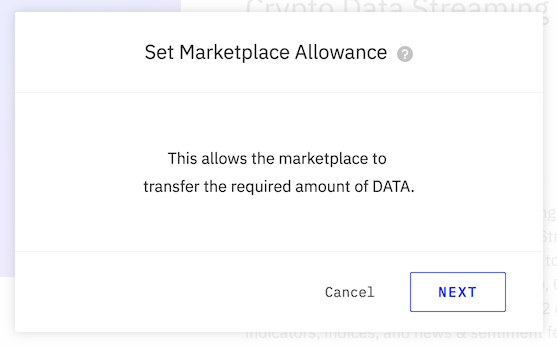 Crypto Data Streaming
Set Marketplace Allowance ?
This allows the marketplace to
transfer the required amount of DATA.
Cancel
NEXT
indicators, indices, and news & sentiment